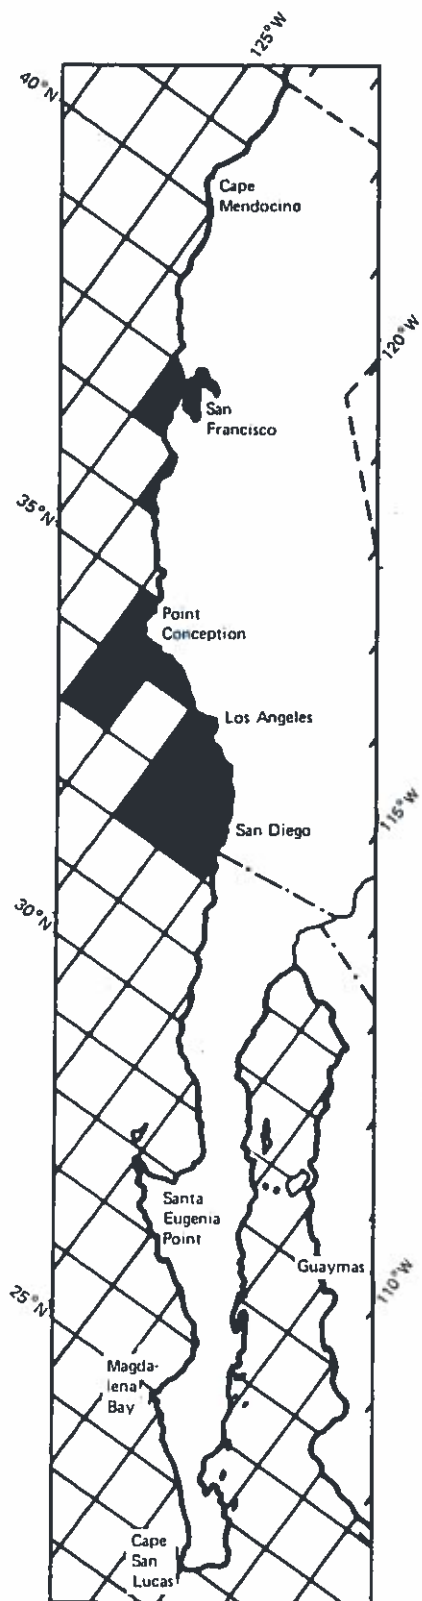 125°W
40°N
Cape
Mendocino
120°W
San
Francisco
35°N
Point
Conception
Los Angeles
115°W
San Diego
30°N
Santa
Eugenia
Point
Guaymas
110°W
25°N
Magda-
lena
Bay
Cape
San
Lucas